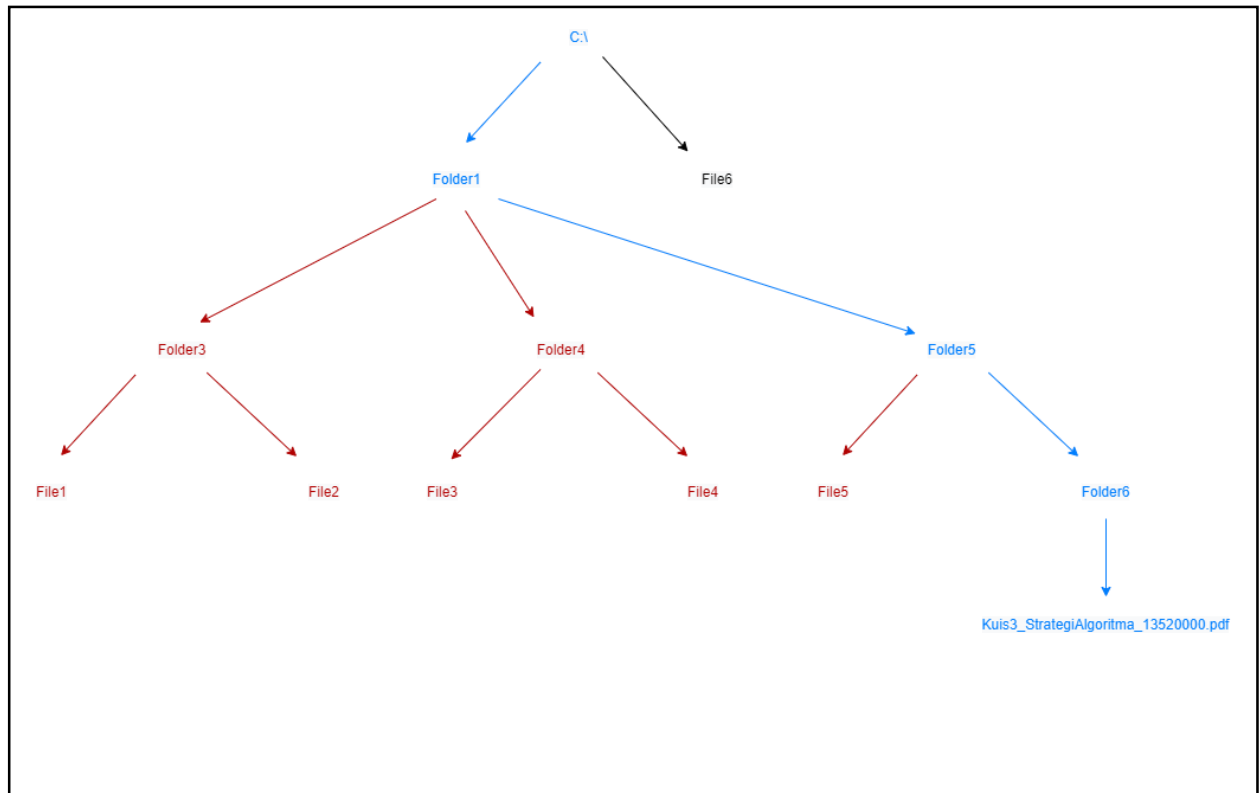 C:\
Folder1
File6
Folder3
Folder4
Folder5
File1
File2
File3
File4
File5
Folder6
Kuis3_StrategiAlgoritma_13520000.pdf